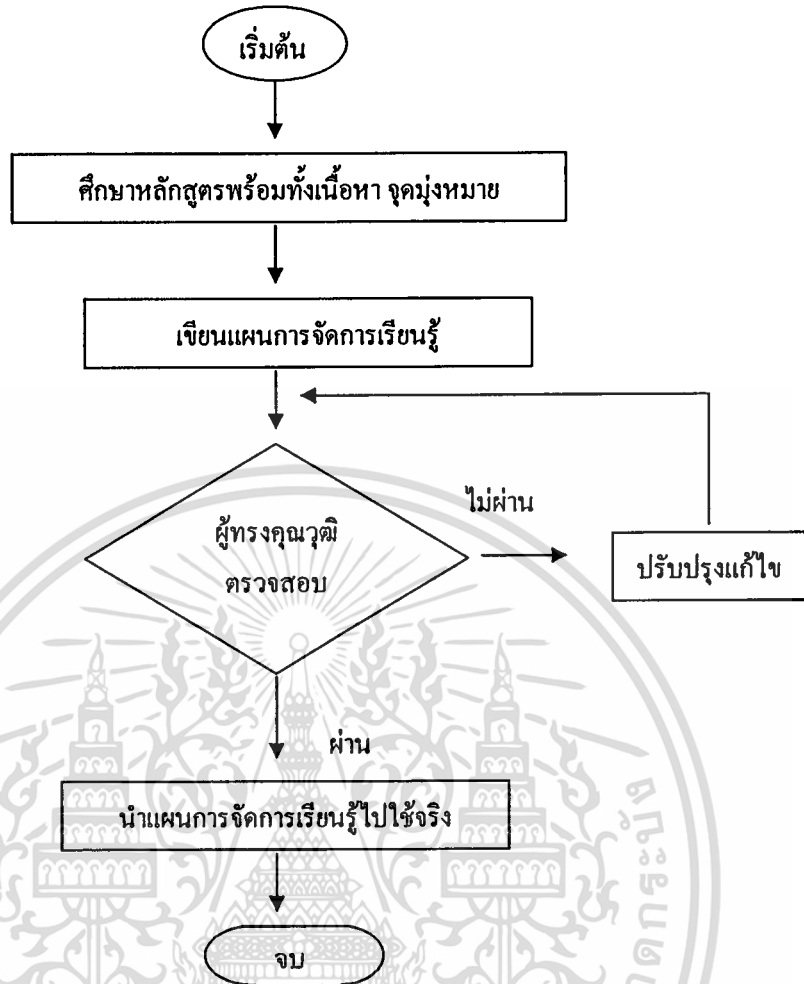 เริ่มต้น
ศึกษาหลักสูตรพร้อมทั้งเนื้อหา จุดมุ่งหมาย
เขียนแผนการจัดการเรียนรู้
ผู้ทรงคุณวุฒิ
ตรวจสอบ
ไม่ผ่าน
ปรับปรุงแก้ไข
ผ่าน
นำแผนการจัดการเรียนรู้ไปใช้จริง
จบ